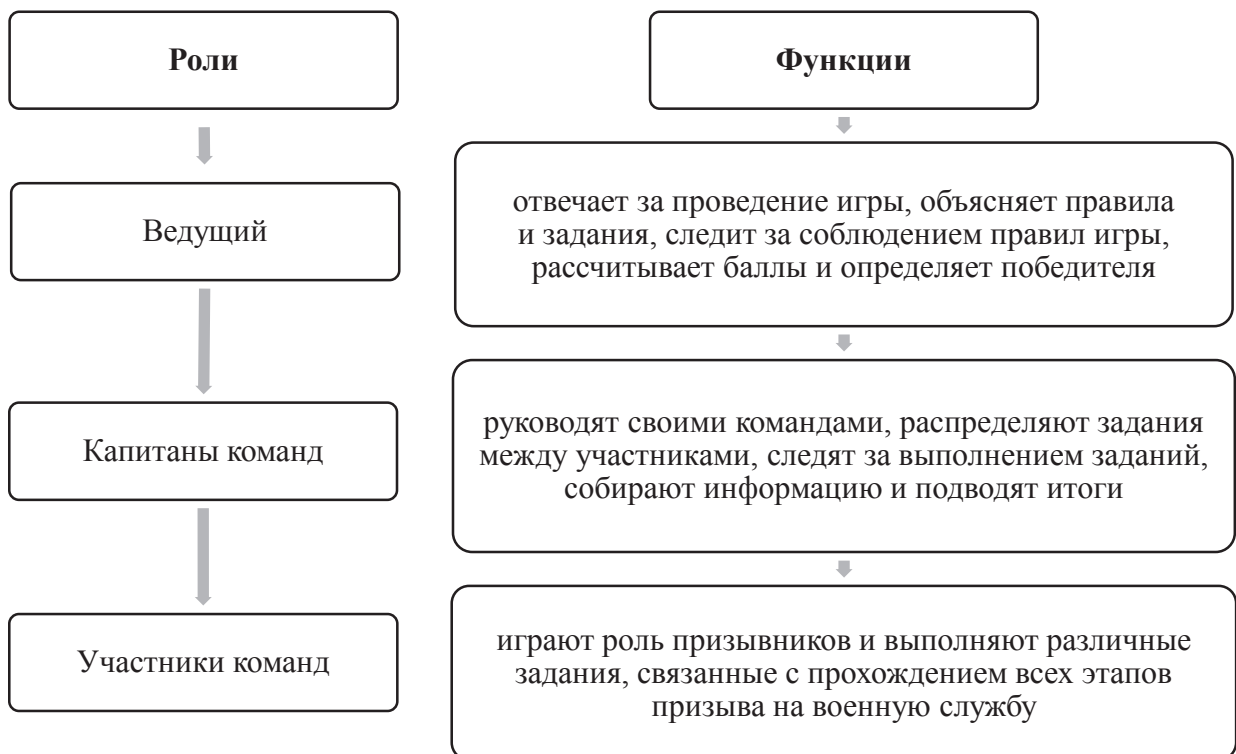 Роли
Функции
Ведущий
отвечает за проведение игры, объясняет правила
и задания, следит за соблюдением правил игры,
рассчитывает баллы и определяет победителя
Капитаны команд
руководят своими командами, распределяют задания
между участниками, следят за выполнением заданий,
собирают информацию и подводят итоги
Участники команд
играют роль призывников и выполняют различные
задания, связанные с прохождением всех этапов
призыва на военную службу